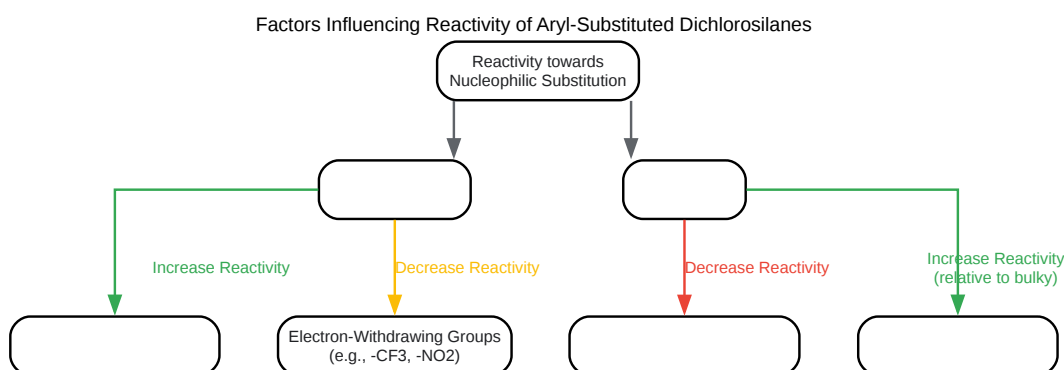 Factors Influencing Reactivity of Aryl-Substituted Dichlorosilanes
Reactivity towards
Nucleophilic Substitution
Increase Reactivity
Decrease Reactivity
Decrease Reactivity
Increase Reactivity
(relative to bulky)
Electron-Withdrawing Groups
(e.g., -CF3, -NO2)